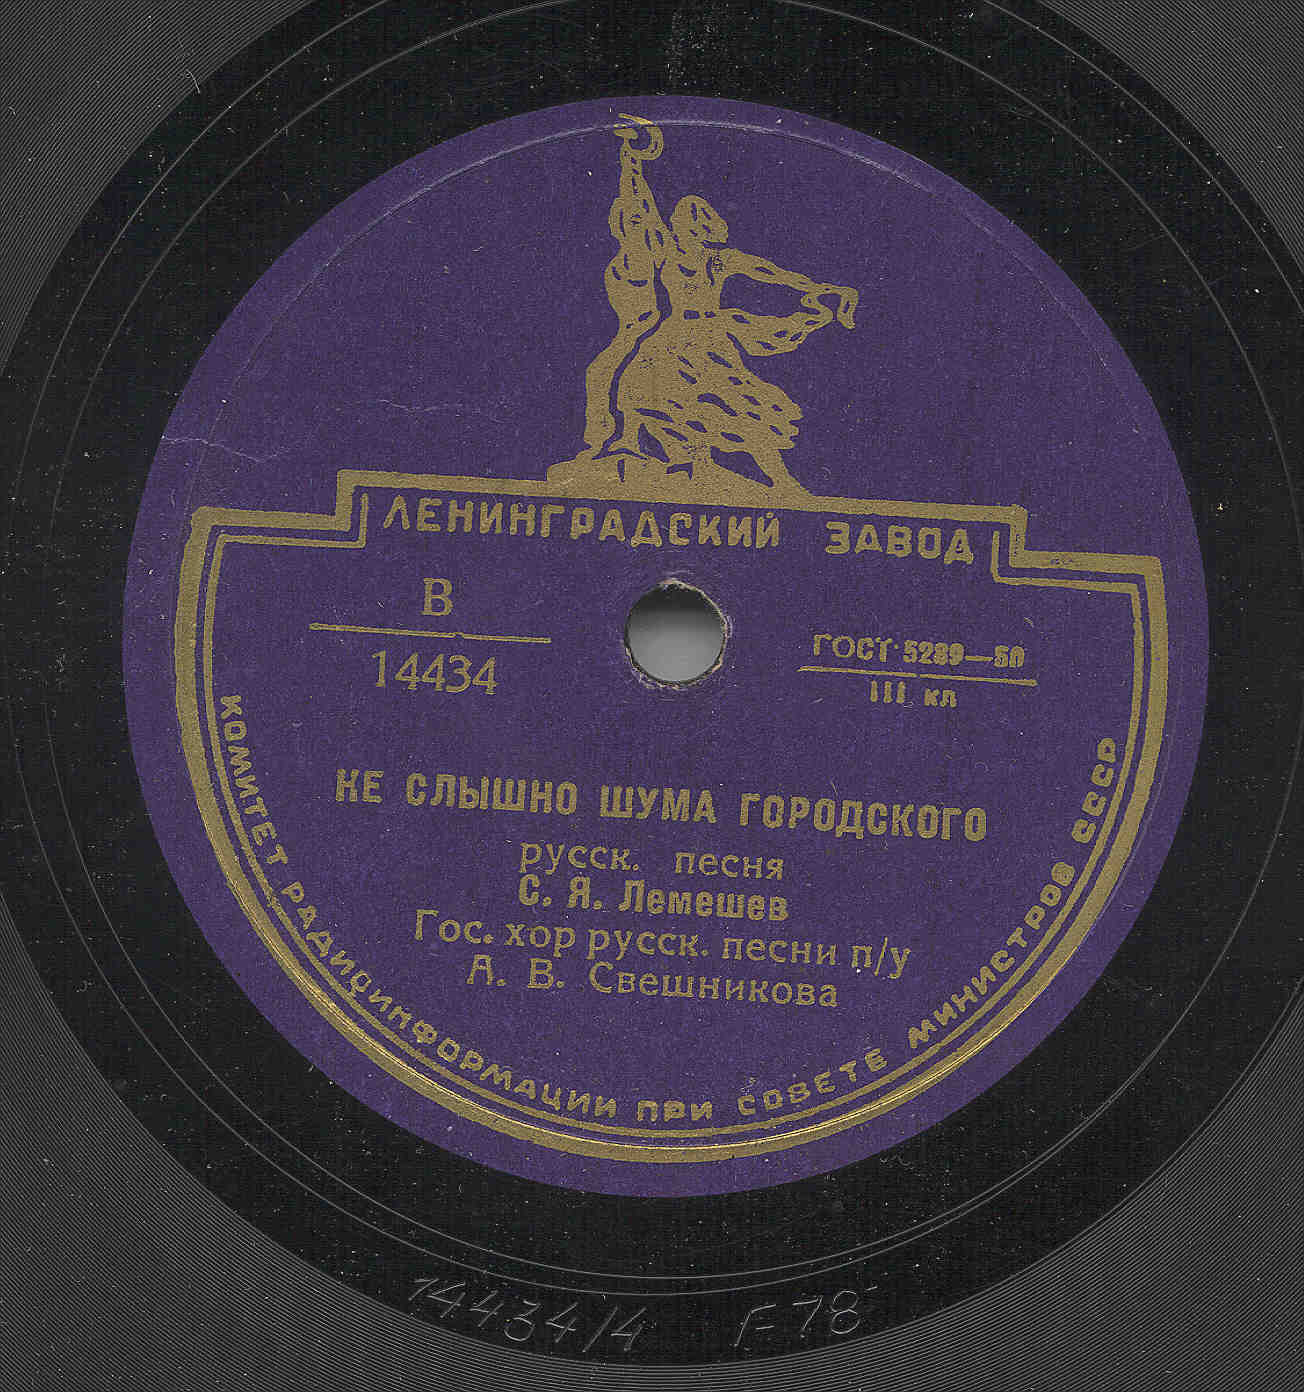 ЛЕНИНГРАДСКИЙ ЗАВОД
В
14434
ГОСТ 5289—50
III кл
НЕ СЛЫШНО ШУМА ГОРОДСКОГО
русск. песня
С. Я. Лемешев
Гос. хор русск. песни п/у
А. В. Свешникова
КОМИТЕТ РАДИОИНФОРМАЦИИ ПРИ СОВЕТЕ МИНИСТРОВ СССР
14434/4 F78